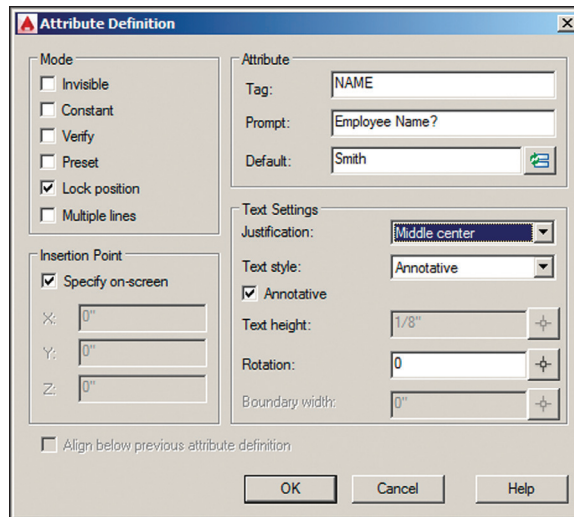 Attribute Definition
Mode
Invisible
Constant
Verify
Preset
Lock position
Multiple lines
Insertion Point
Specify on-screen
X: 0"
Y: 0"
Z: 0"
Attribute
Tag: NAME
Prompt: Employee Name?
Default: Smith
Text Settings
Justification: Middle center
Text style: Annotative
Annotative
Text height: 1/8"
Rotation: 0
Boundary width: 0"
Align below previous attribute definition
OK Cancel Help